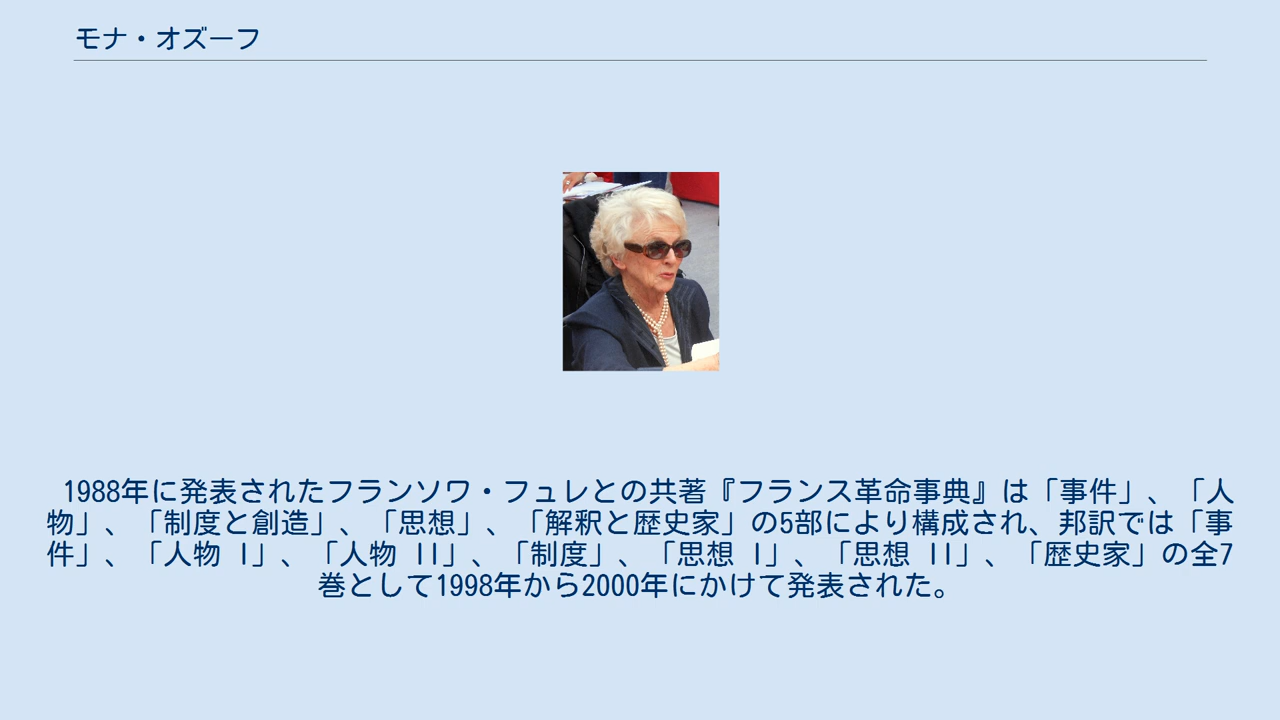 モナ・オズーフ
1988年に発表されたフランソワ・フュレとの共著『フランス革命事典』は「事件」、「人
物」、「制度と創造」、「思想」、「解釈と歴史家」の5部により構成され、邦訳では「事
件」、「人物 I」、「人物 II」、「制度」、「思想 I」、「思想 II」、「歴史家」の全7
巻として1998年から2000年にかけて発表された。